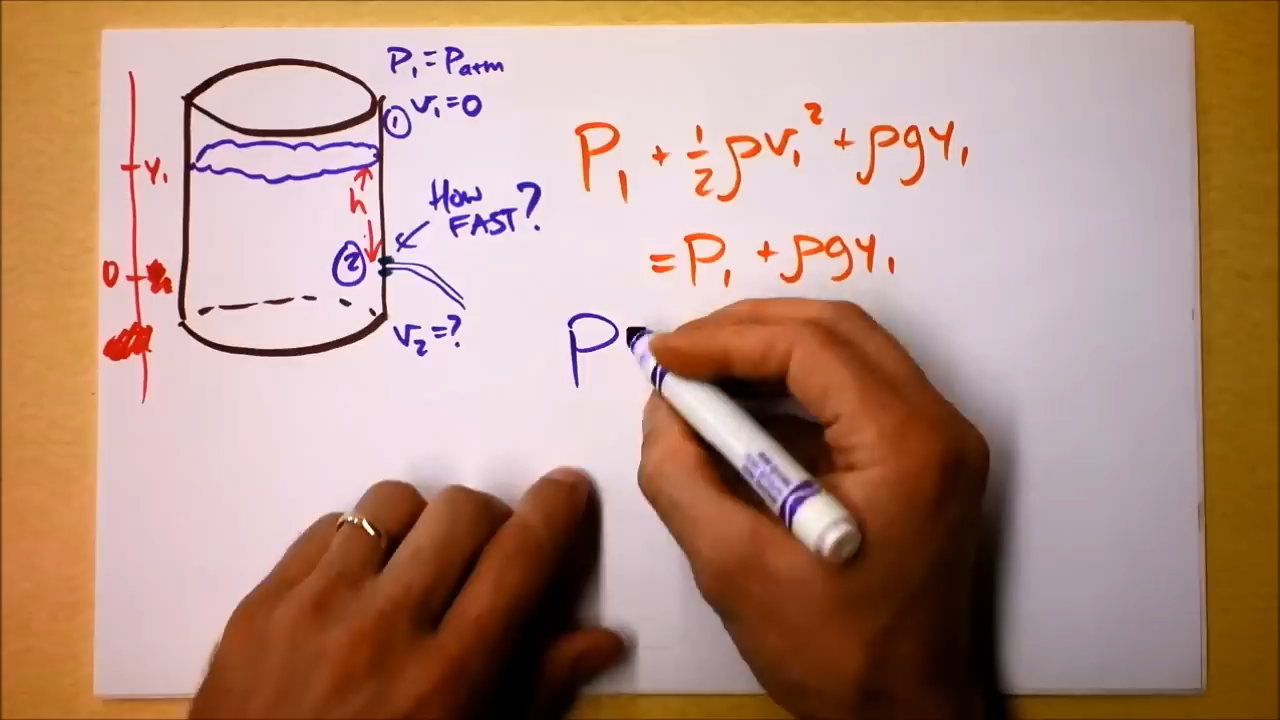 P₁ = Patm
① v₁ = 0
y₁
h
HOW
FAST?
0
②
v₂ = ?
P₁ + ½ρv₁² + ρgy₁
= P₁ + ρgy₁
P